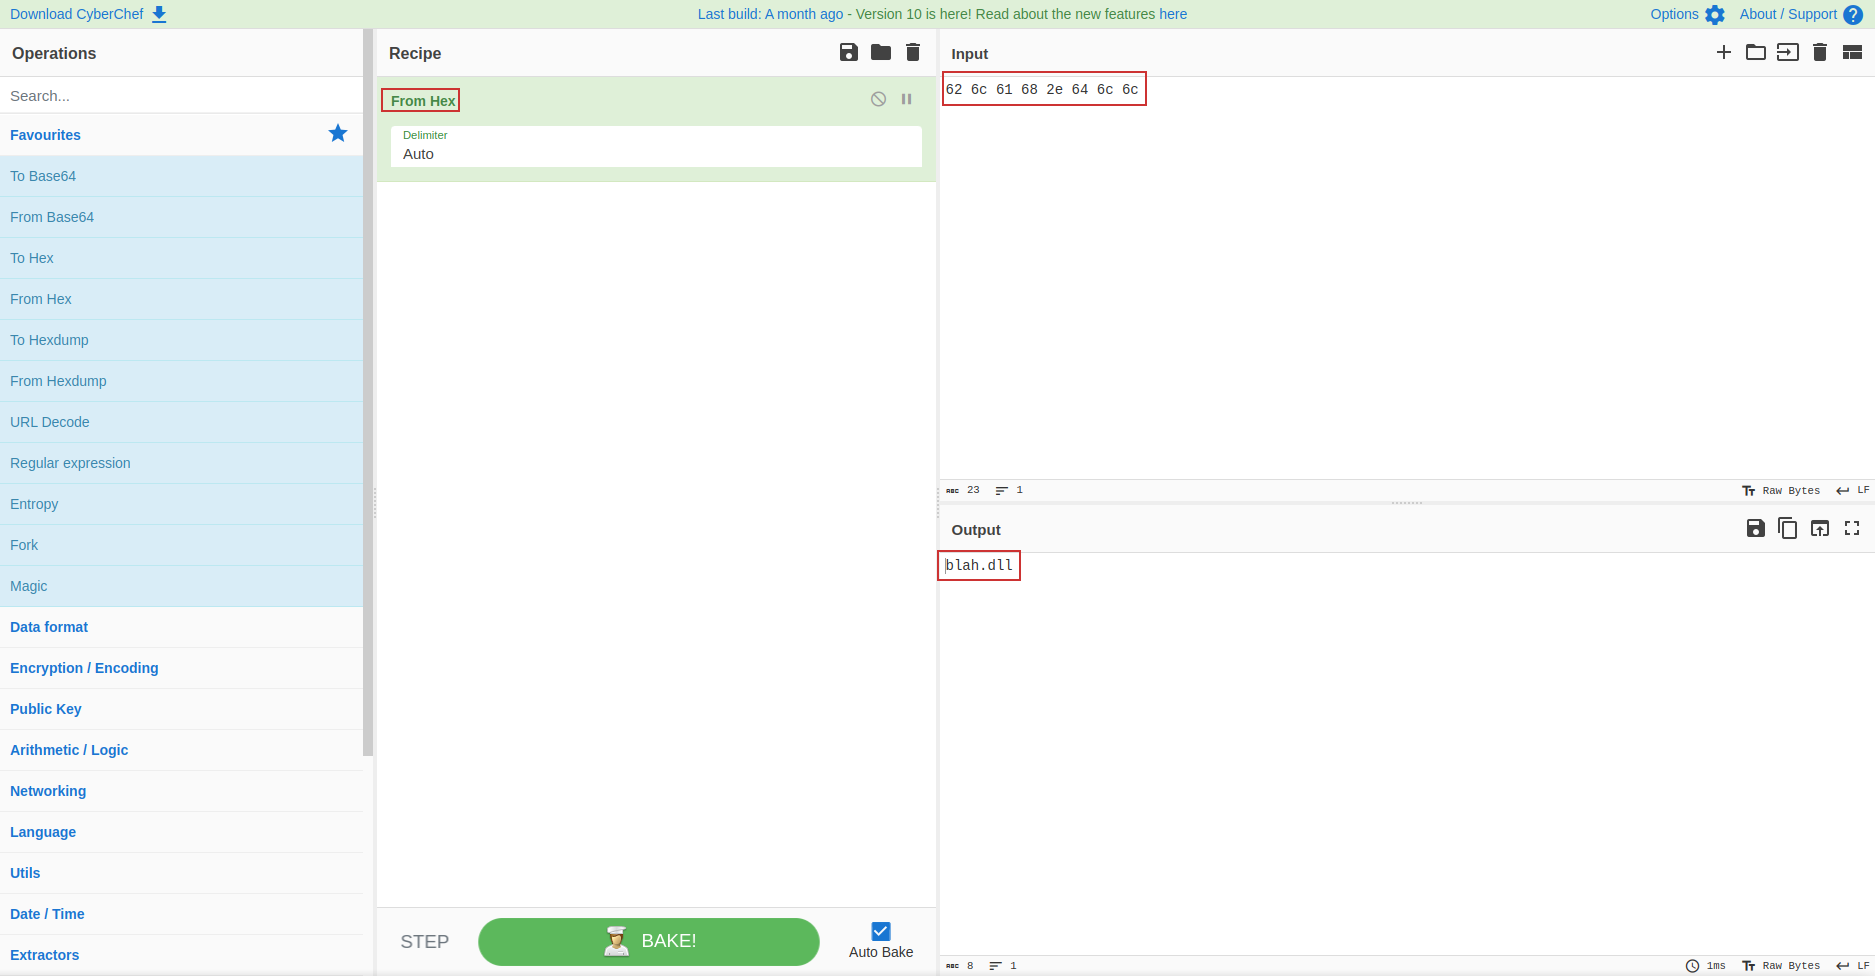 Download CyberChef
Last build: A month ago - Version 10 is here! Read about the new features here
Options
About / Support
Operations
Search...
Favourites
To Base64
From Base64
To Hex
From Hex
To Hexdump
From Hexdump
URL Decode
Regular expression
Entropy
Fork
Magic
Data format
Encryption / Encoding
Public Key
Arithmetic / Logic
Networking
Language
Utils
Date / Time
Extractors
Recipe
From Hex
Delimiter
Auto
STEP
BAKE!
Auto Bake
Input
62 6c 61 68 2e 64 6c 6c
ABC 23 1
Tт Raw Bytes LF
Output
blah.dll
ABC 8 1
1ms Tт Raw Bytes LF